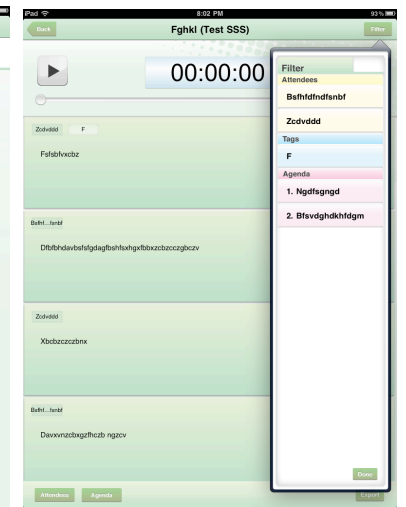 iPad 8:02 PM 93%
Back Fghkl (Test SSS) Filter
00:00:00
Zcdvddd F
Fsfsbfvxcbz
Bsfhf...fsnbf
Dfbfbhdavbsfsfgdagfbshfsxhgxfbbxzcbzcczgbczv
Zcdvddd
Xbcbzczczbnx
Bsfhf...fsnbf
Davxvnzcbxgzfhczb ngzcv
Attendees Agenda Export
Filter
Attendees
Bsfhfdfndfsnbf
Zcdvddd
Tags
F
Agenda
1. Ngdfsgngd
2. Bfsvdghdkhfdgm
Done